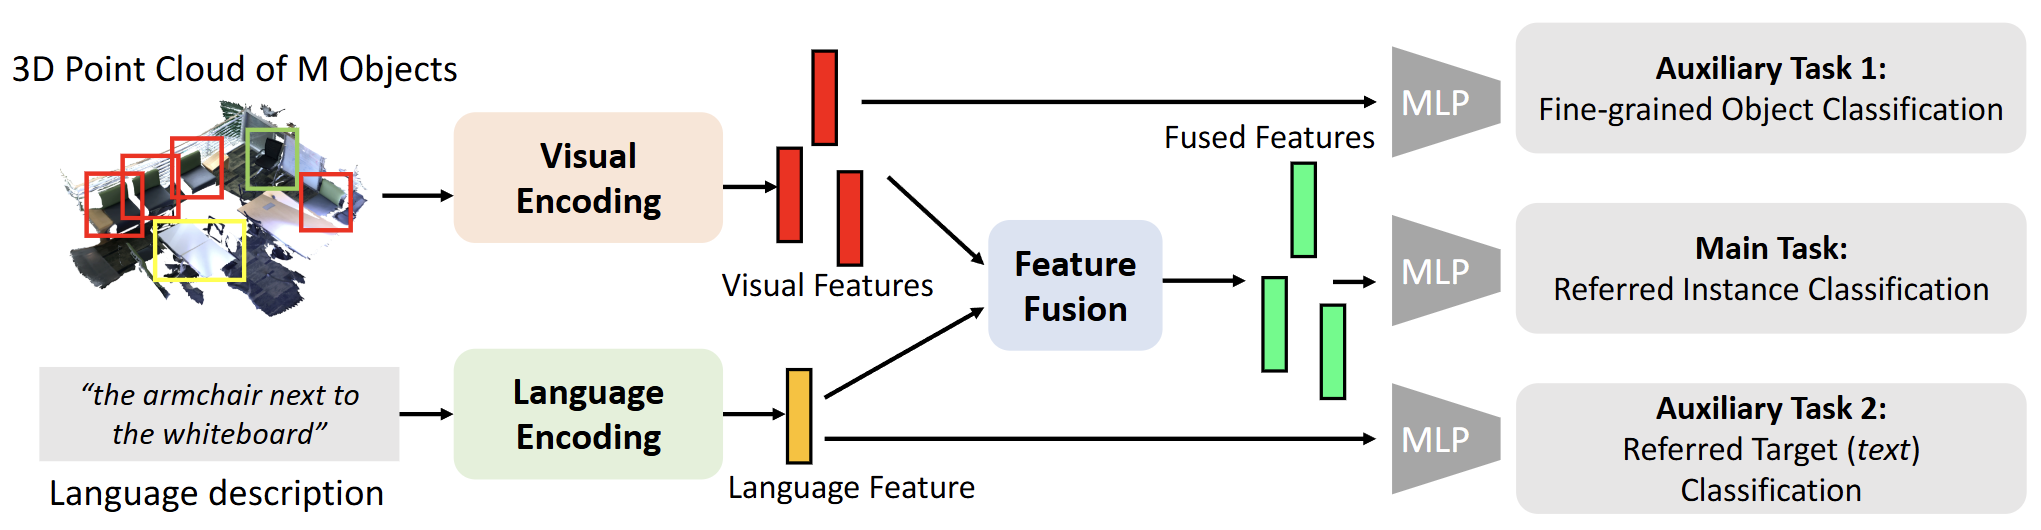 3D Point Cloud of M Objects
Visual
Encoding
Visual Features
“the armchair next to
the whiteboard”
Language description
Language
Encoding
Language Feature
Feature
Fusion
Fused Features
MLP
Auxiliary Task 1:
Fine-grained Object Classification
MLP
Main Task:
Referred Instance Classification
MLP
Auxiliary Task 2:
Referred Target (text)
Classification